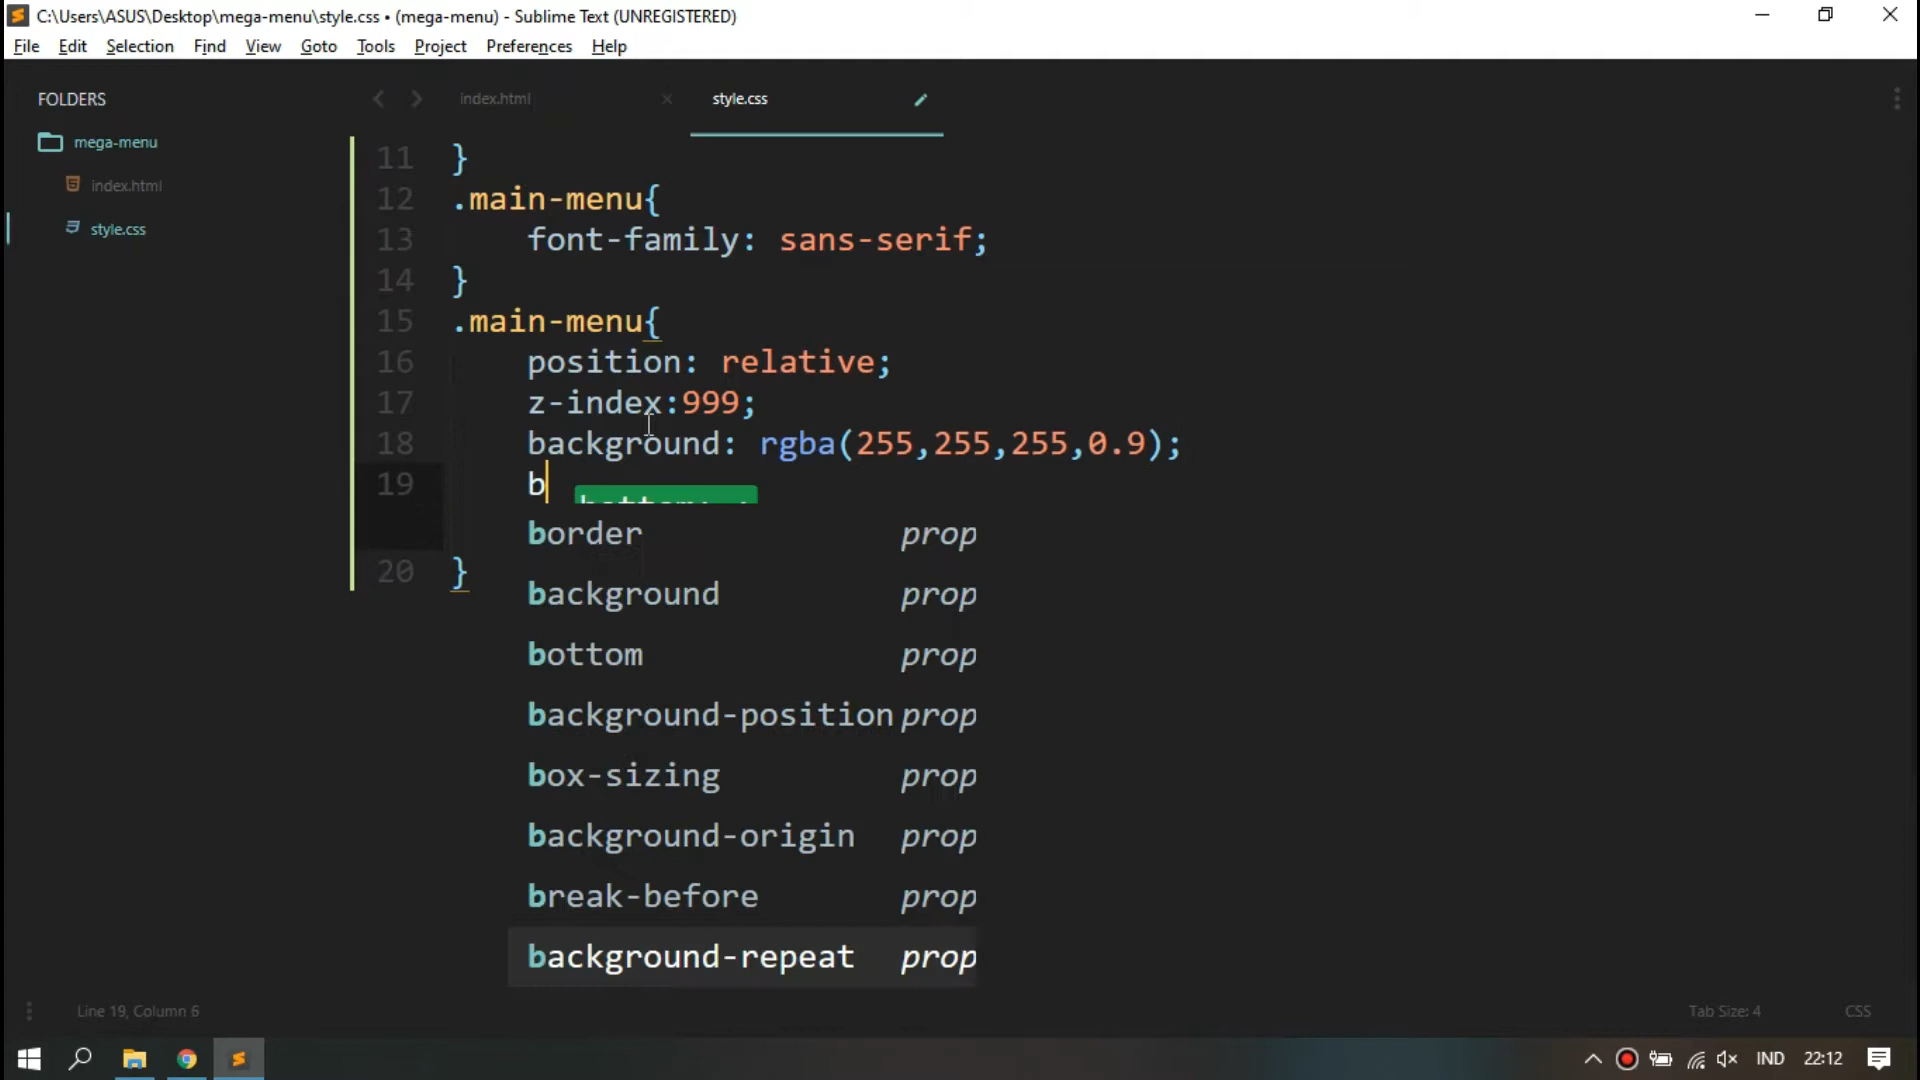 C:\Users\ASUS\Desktop\mega-menu\style.css • (mega-menu) - Sublime Text (UNREGISTERED)
File Edit Selection Find View Goto Tools Project Preferences Help
FOLDERS
mega-menu
index.html
style.css
index.html
style.css
11 }
12 .main-menu{
13 font-family: sans-serif;
14 }
15 .main-menu{
16 position: relative;
17 z-index:999;
18 background: rgba(255,255,255,0.9);
19 b
border prop
background prop
bottom prop
background-position prop
box-sizing prop
background-origin prop
break-before prop
background-repeat prop
20 }
Line 19, Column 6
Tab Size: 4
CSS
IND
22:12